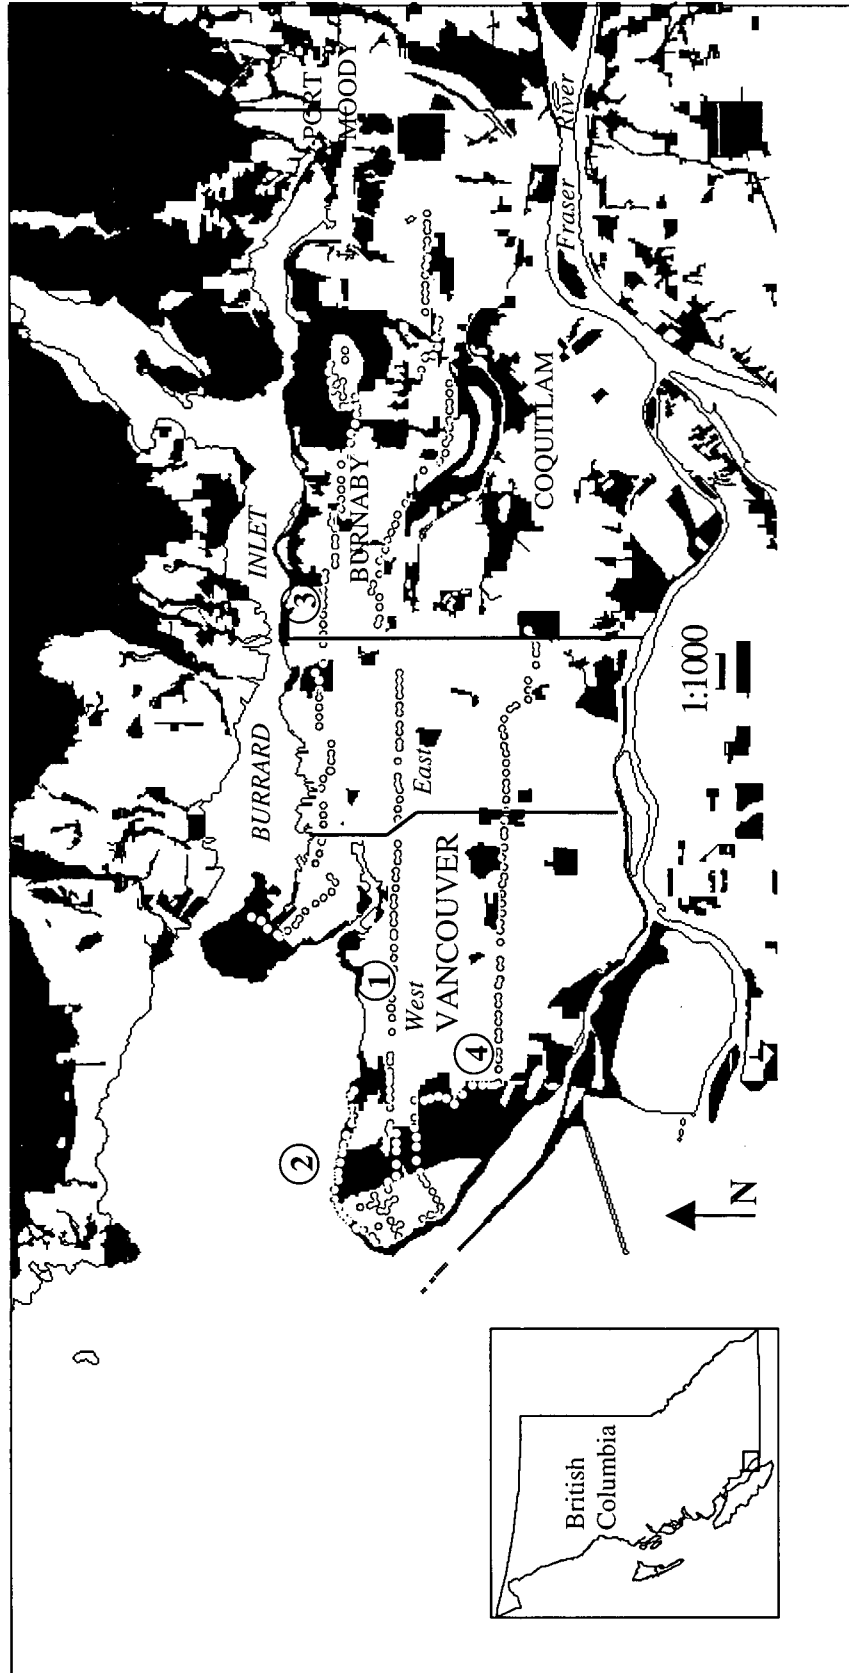 PORT
MOODY
BURRARD INLET
Fraser River
BURNABY
COQUITLAM
East
West
VANCOUVER
1
2
3
4
1:1000
N
British
Columbia